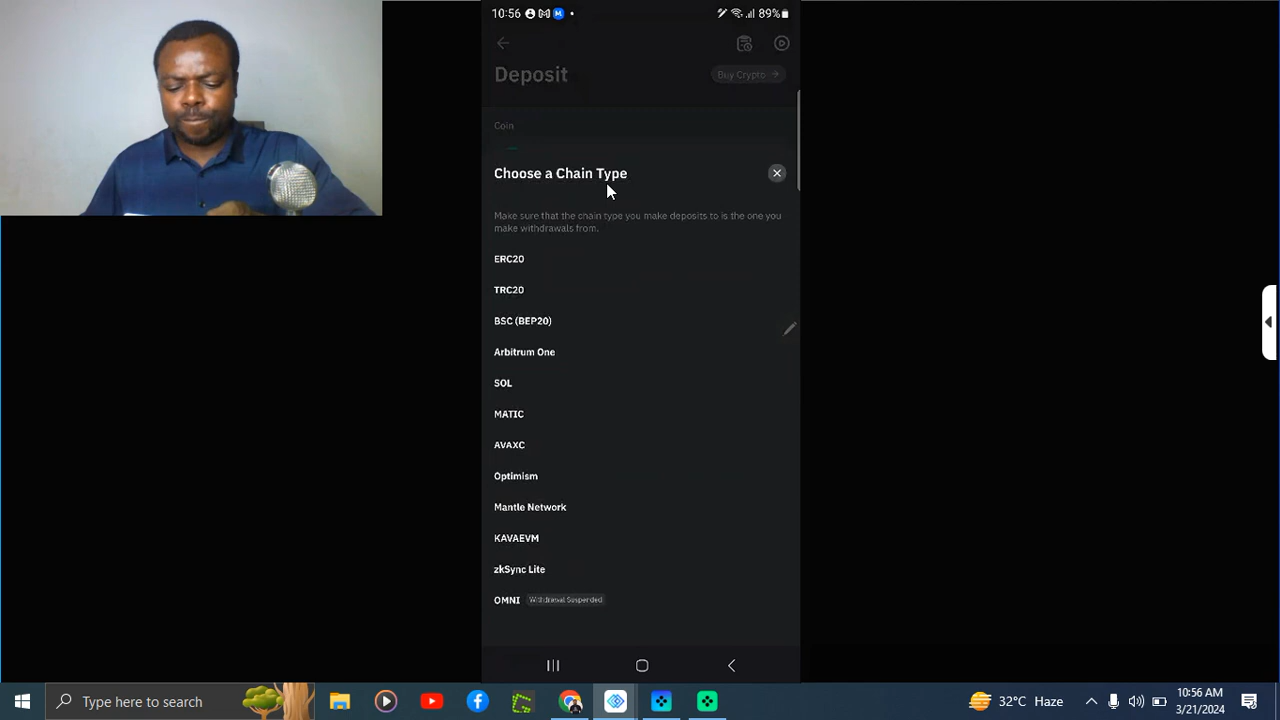 10:56
89%
Deposit
Buy Crypto
Coin
Choose a Chain Type
Make sure that the chain type you make deposits to is the one you
make withdrawals from.
ERC20
TRC20
BSC (BEP20)
Arbitrum One
SOL
MATIC
AVAXC
Optimism
Mantle Network
KAVAEVM
zkSync Lite
OMNI Withdrawal Suspended
Type here to search
32°C Haze
10:56 AM
3/21/2024